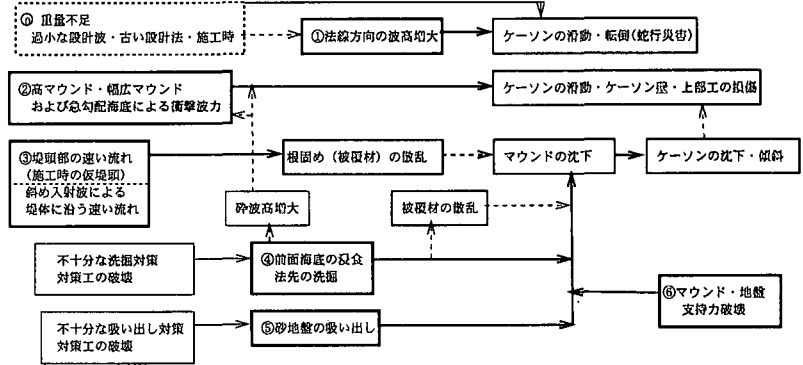 ⓪ 重量不足
過小な設計波・古い設計法・施工時
①法線方向の波高増大
ケーソンの滑動・転倒(蛇行災害)
②高マウンド・幅広マウンド
および急勾配海底による衝撃波力
ケーソンの滑動・ケーソン壁・上部工の損傷
③堤頭部の速い流れ
(施工時の仮堤頭)
斜め入射波による
堤体に沿う速い流れ
根固め(被覆材)の散乱
マウンドの沈下
ケーソンの沈下・傾斜
砕波高増大
被覆材の散乱
不十分な洗掘対策
対策工の破壊
④前面海底の浸食
法先の洗掘
⑥マウンド・地盤
支持力破壊
不十分な吸い出し対策
対策工の破壊
⑤砂地盤の吸い出し